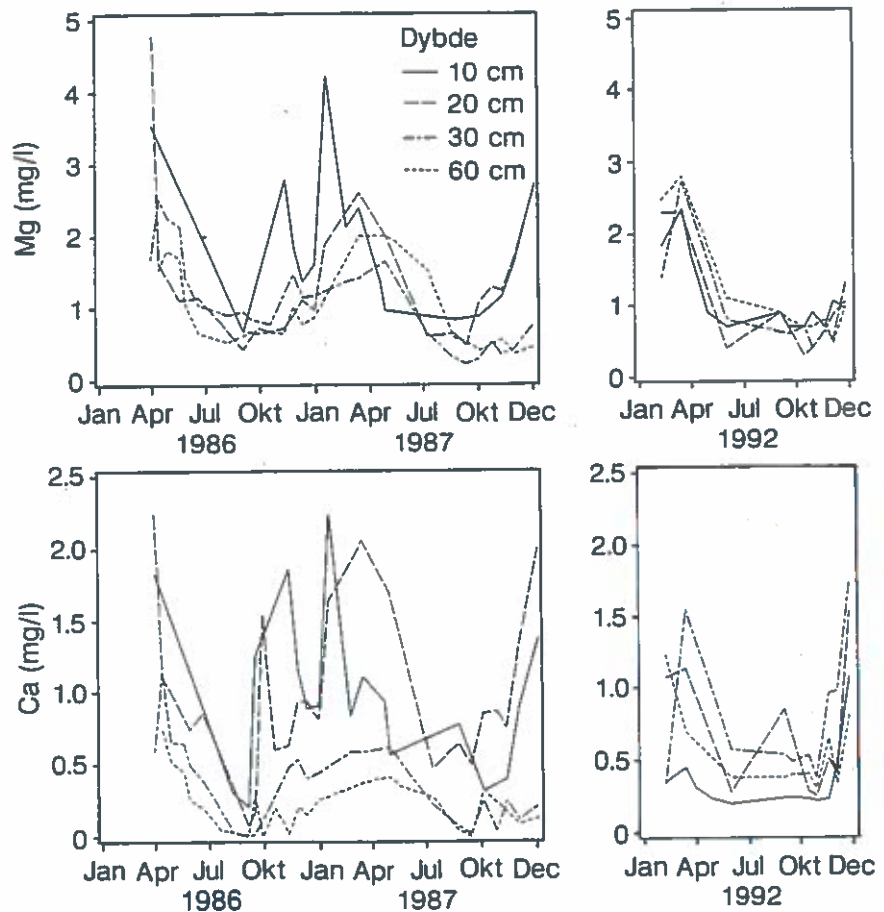 Mg (mg/l)
5
4
3
2
1
0
Dybde
10 cm
20 cm
30 cm
60 cm
Jan Apr Jul Okt Jan Apr Jul Okt Dec
1986 1987
5
4
3
2
1
0
Jan Apr Jul Okt Dec
1992
Ca (mg/l)
2.5
2.0
1.5
1.0
0.5
0
Jan Apr Jul Okt Jan Apr Jul Okt Dec
1986 1987
2.5
2.0
1.5
1.0
0.5
0
Jan Apr Jul Okt Dec
1992